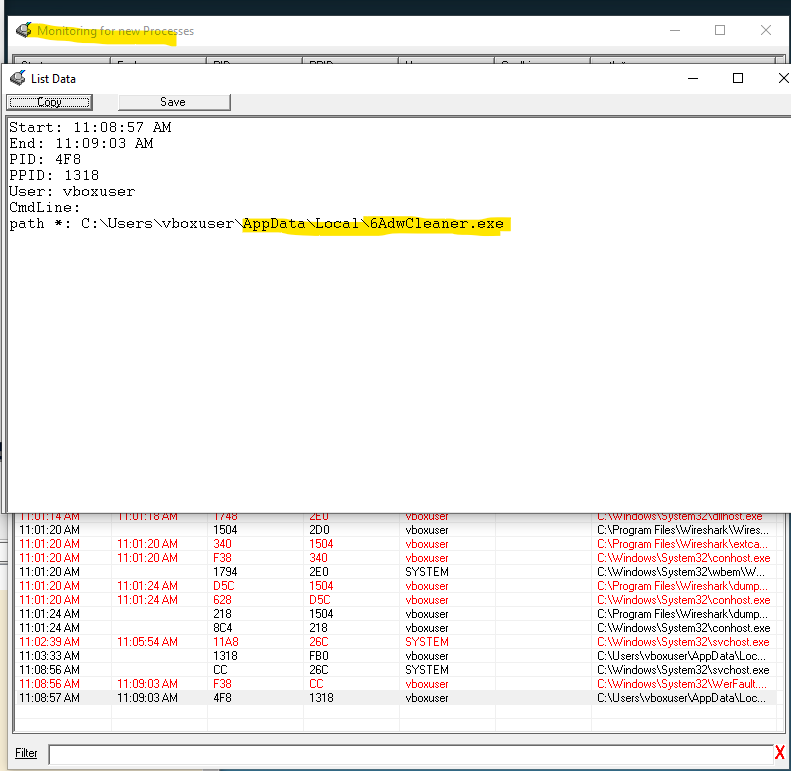 Monitoring for new Processes
List Data
Copy Save
Start: 11:08:57 AM
End: 11:09:03 AM
PID: 4F8
PPID: 1318
User: vboxuser
CmdLine:
path *: C:\Users\vboxuser\AppData\Local\6AdwCleaner.exe
11:01:14 AM 11:01:18 AM 1748 2E0 vboxuser C:\Windows\System32\dllhost.exe
11:01:20 AM 1504 2D0 vboxuser C:\Program Files\Wireshark\Wires...
11:01:20 AM 11:01:20 AM 340 1504 vboxuser C:\Program Files\Wireshark\extca...
11:01:20 AM 11:01:20 AM F38 340 vboxuser C:\Windows\System32\conhost.exe
11:01:20 AM 1794 2E0 SYSTEM C:\Windows\System32\wbem\W...
11:01:20 AM 11:01:24 AM D5C 1504 vboxuser C:\Program Files\Wireshark\dump...
11:01:20 AM 11:01:24 AM 628 D5C vboxuser C:\Windows\System32\conhost.exe
11:01:24 AM 218 1504 vboxuser C:\Program Files\Wireshark\dump...
11:01:24 AM 8C4 218 vboxuser C:\Windows\System32\conhost.exe
11:02:39 AM 11:05:54 AM 11A8 26C SYSTEM C:\Windows\System32\svchost.exe
11:03:33 AM 1318 FB0 vboxuser C:\Users\vboxuser\AppData\Loc...
11:08:56 AM CC 26C SYSTEM C:\Windows\System32\svchost.exe
11:08:56 AM 11:09:03 AM F38 CC vboxuser C:\Windows\System32\WerFault....
11:08:57 AM 11:09:03 AM 4F8 1318 vboxuser C:\Users\vboxuser\AppData\Loc...
Filter X